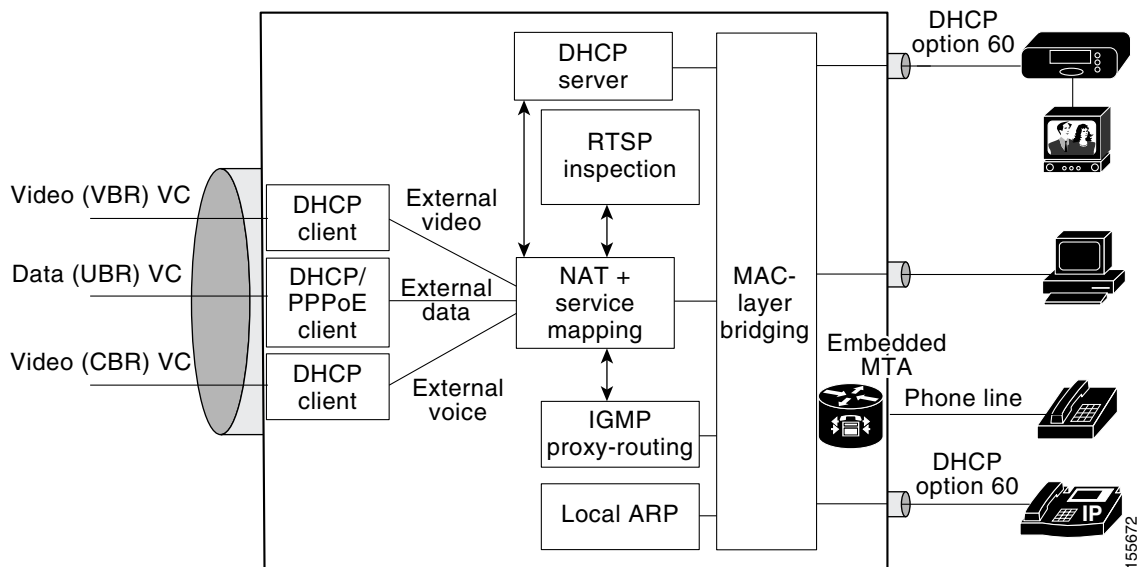 DHCP
option 60
DHCP
server
RTSP
inspection
Video (VBR) VC
DHCP
client
External
video
Data (UBR) VC
DHCP/
PPPoE
client
External
data
NAT +
service
mapping
MAC-
layer
bridging
Video (CBR) VC
DHCP
client
External
voice
Embedded
MTA
Phone line
IGMP
proxy-routing
DHCP
option 60
Local ARP
IP
155672